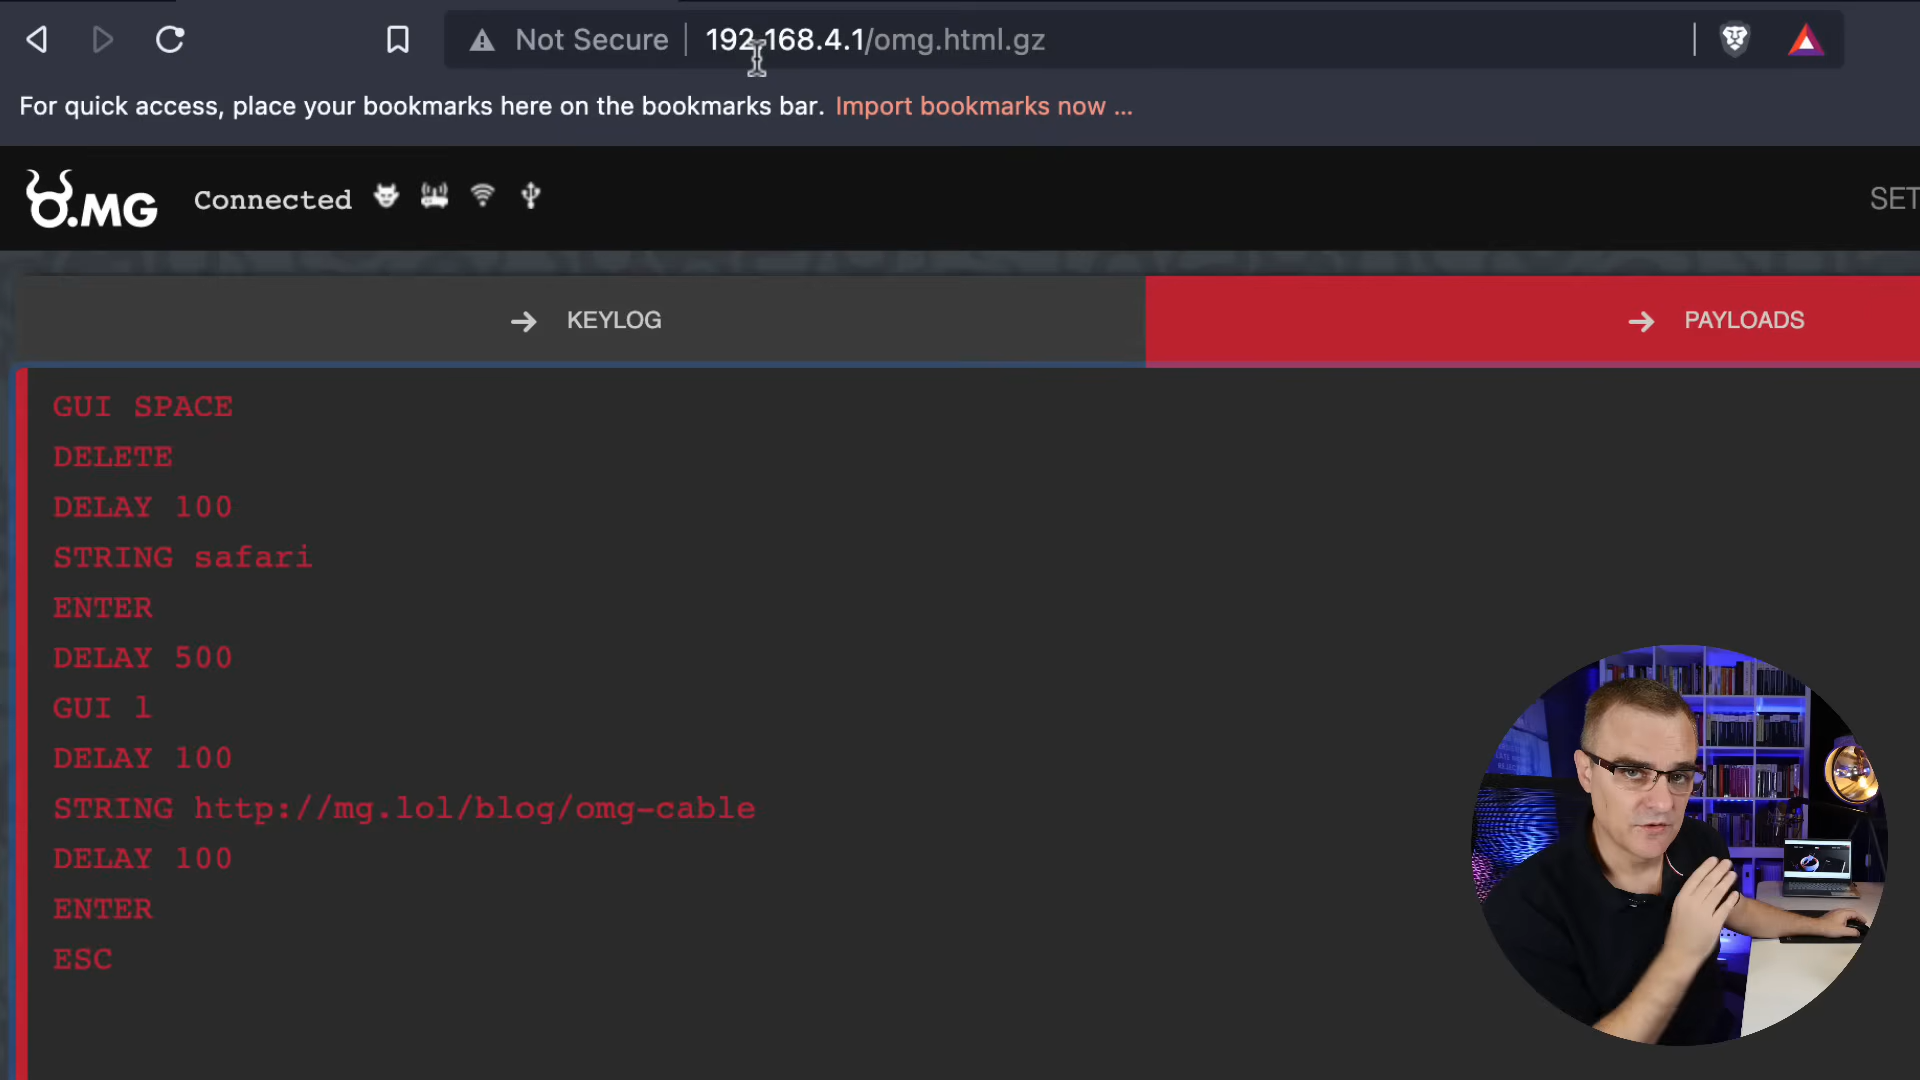 Not Secure | 192.168.4.1/omg.html.gz
For quick access, place your bookmarks here on the bookmarks bar. Import bookmarks now ...
O.MG Connected SET
KEYLOG PAYLOADS
GUI SPACE
DELETE
DELAY 100
STRING safari
ENTER
DELAY 500
GUI l
DELAY 100
STRING http://mg.lol/blog/omg-cable
DELAY 100
ENTER
ESC